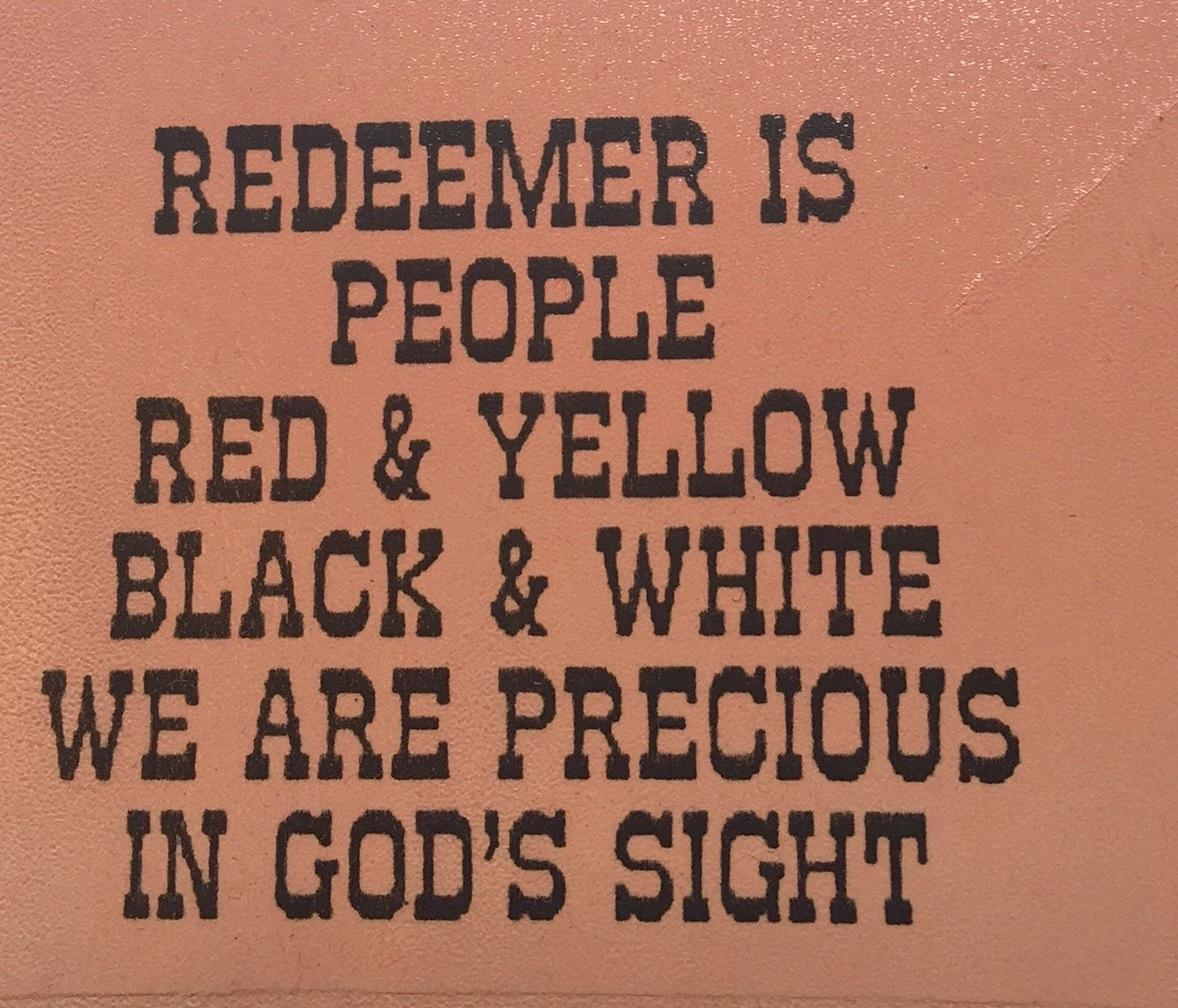 REDEEMER IS
PEOPLE
RED & YELLOW
BLACK & WHITE
WE ARE PRECIOUS
IN GOD'S SIGHT